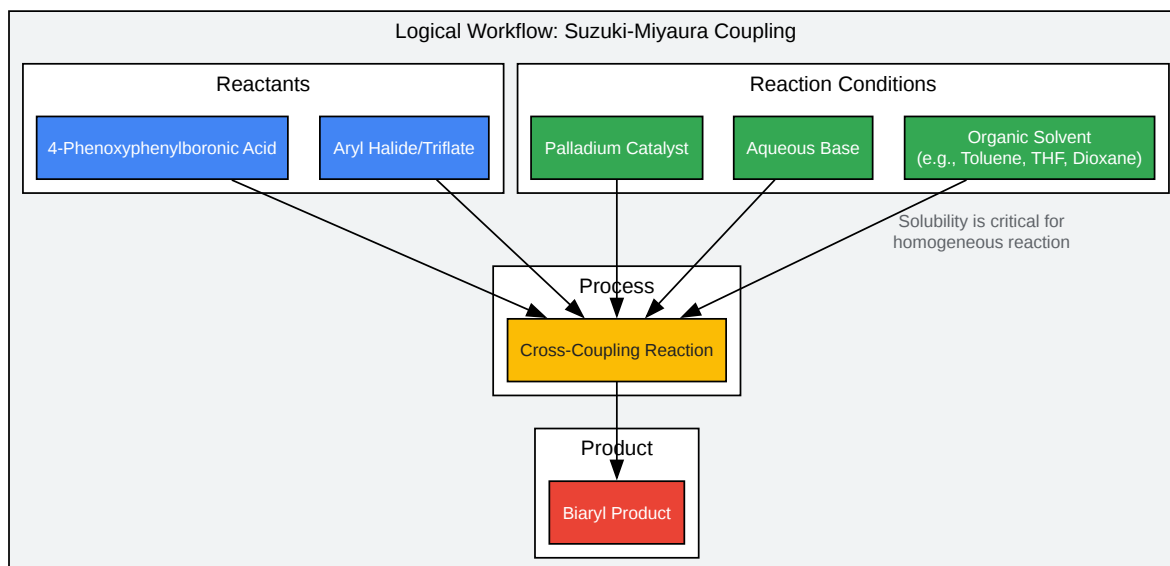 Logical Workflow: Suzuki-Miyaura Coupling
Reactants
Reaction Conditions
4-Phenoxyphenylboronic Acid
Aryl Halide/Triflate
Palladium Catalyst
Aqueous Base
Organic Solvent
(e.g., Toluene, THF, Dioxane)
Solubility is critical for
homogeneous reaction
Process
Cross-Coupling Reaction
Product
Biaryl Product